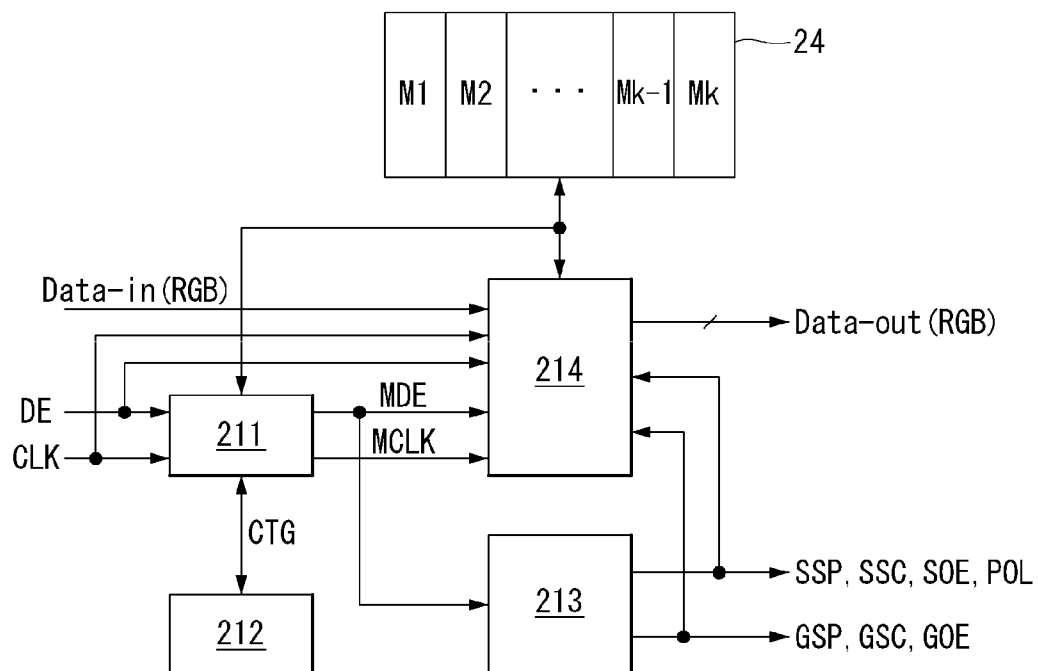 24
M1 M2 ··· Mk-1 Mk
Data-in(RGB)
Data-out(RGB)
214
DE
MDE
211
CLK
MCLK
CTG
SSP, SSC, SOE, POL
213
212
GSP, GSC, GOE